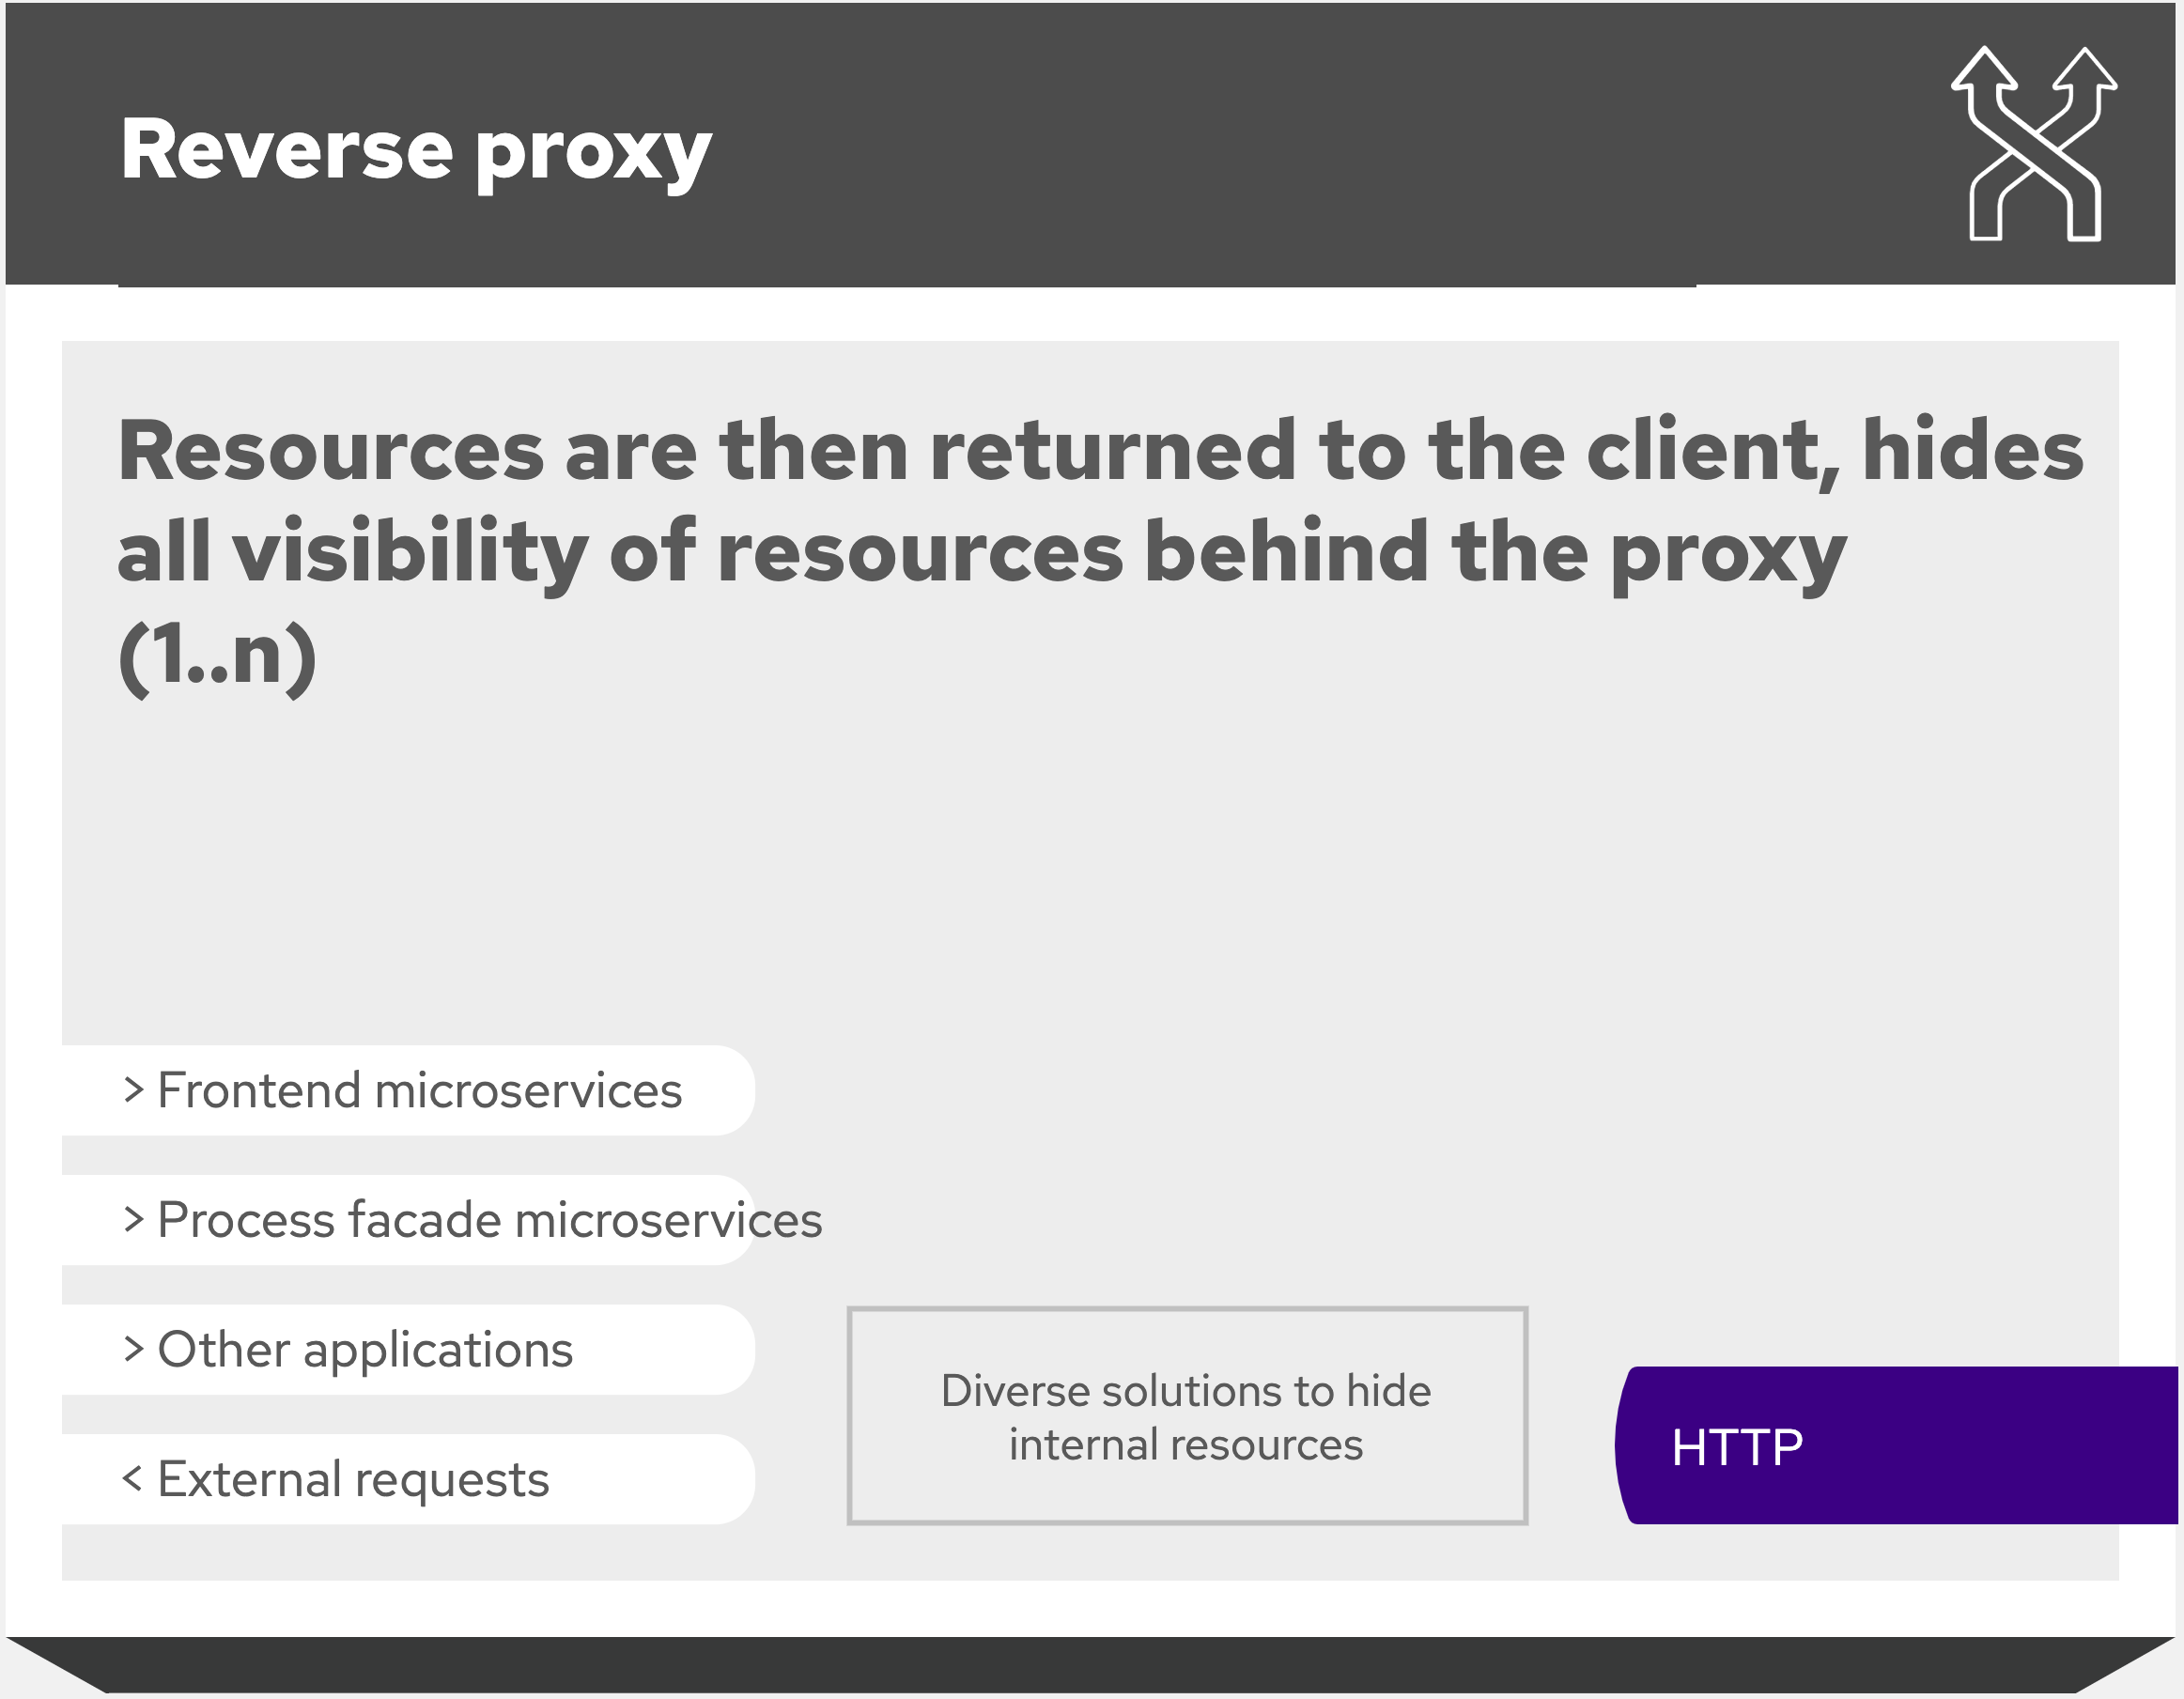 Reverse proxy
Resources are then returned to the client, hides
all visibility of resources behind the proxy
(1..n)
> Frontend microservices
> Process facade microservices
> Other applications
< External requests
Diverse solutions to hide
internal resources
HTTP